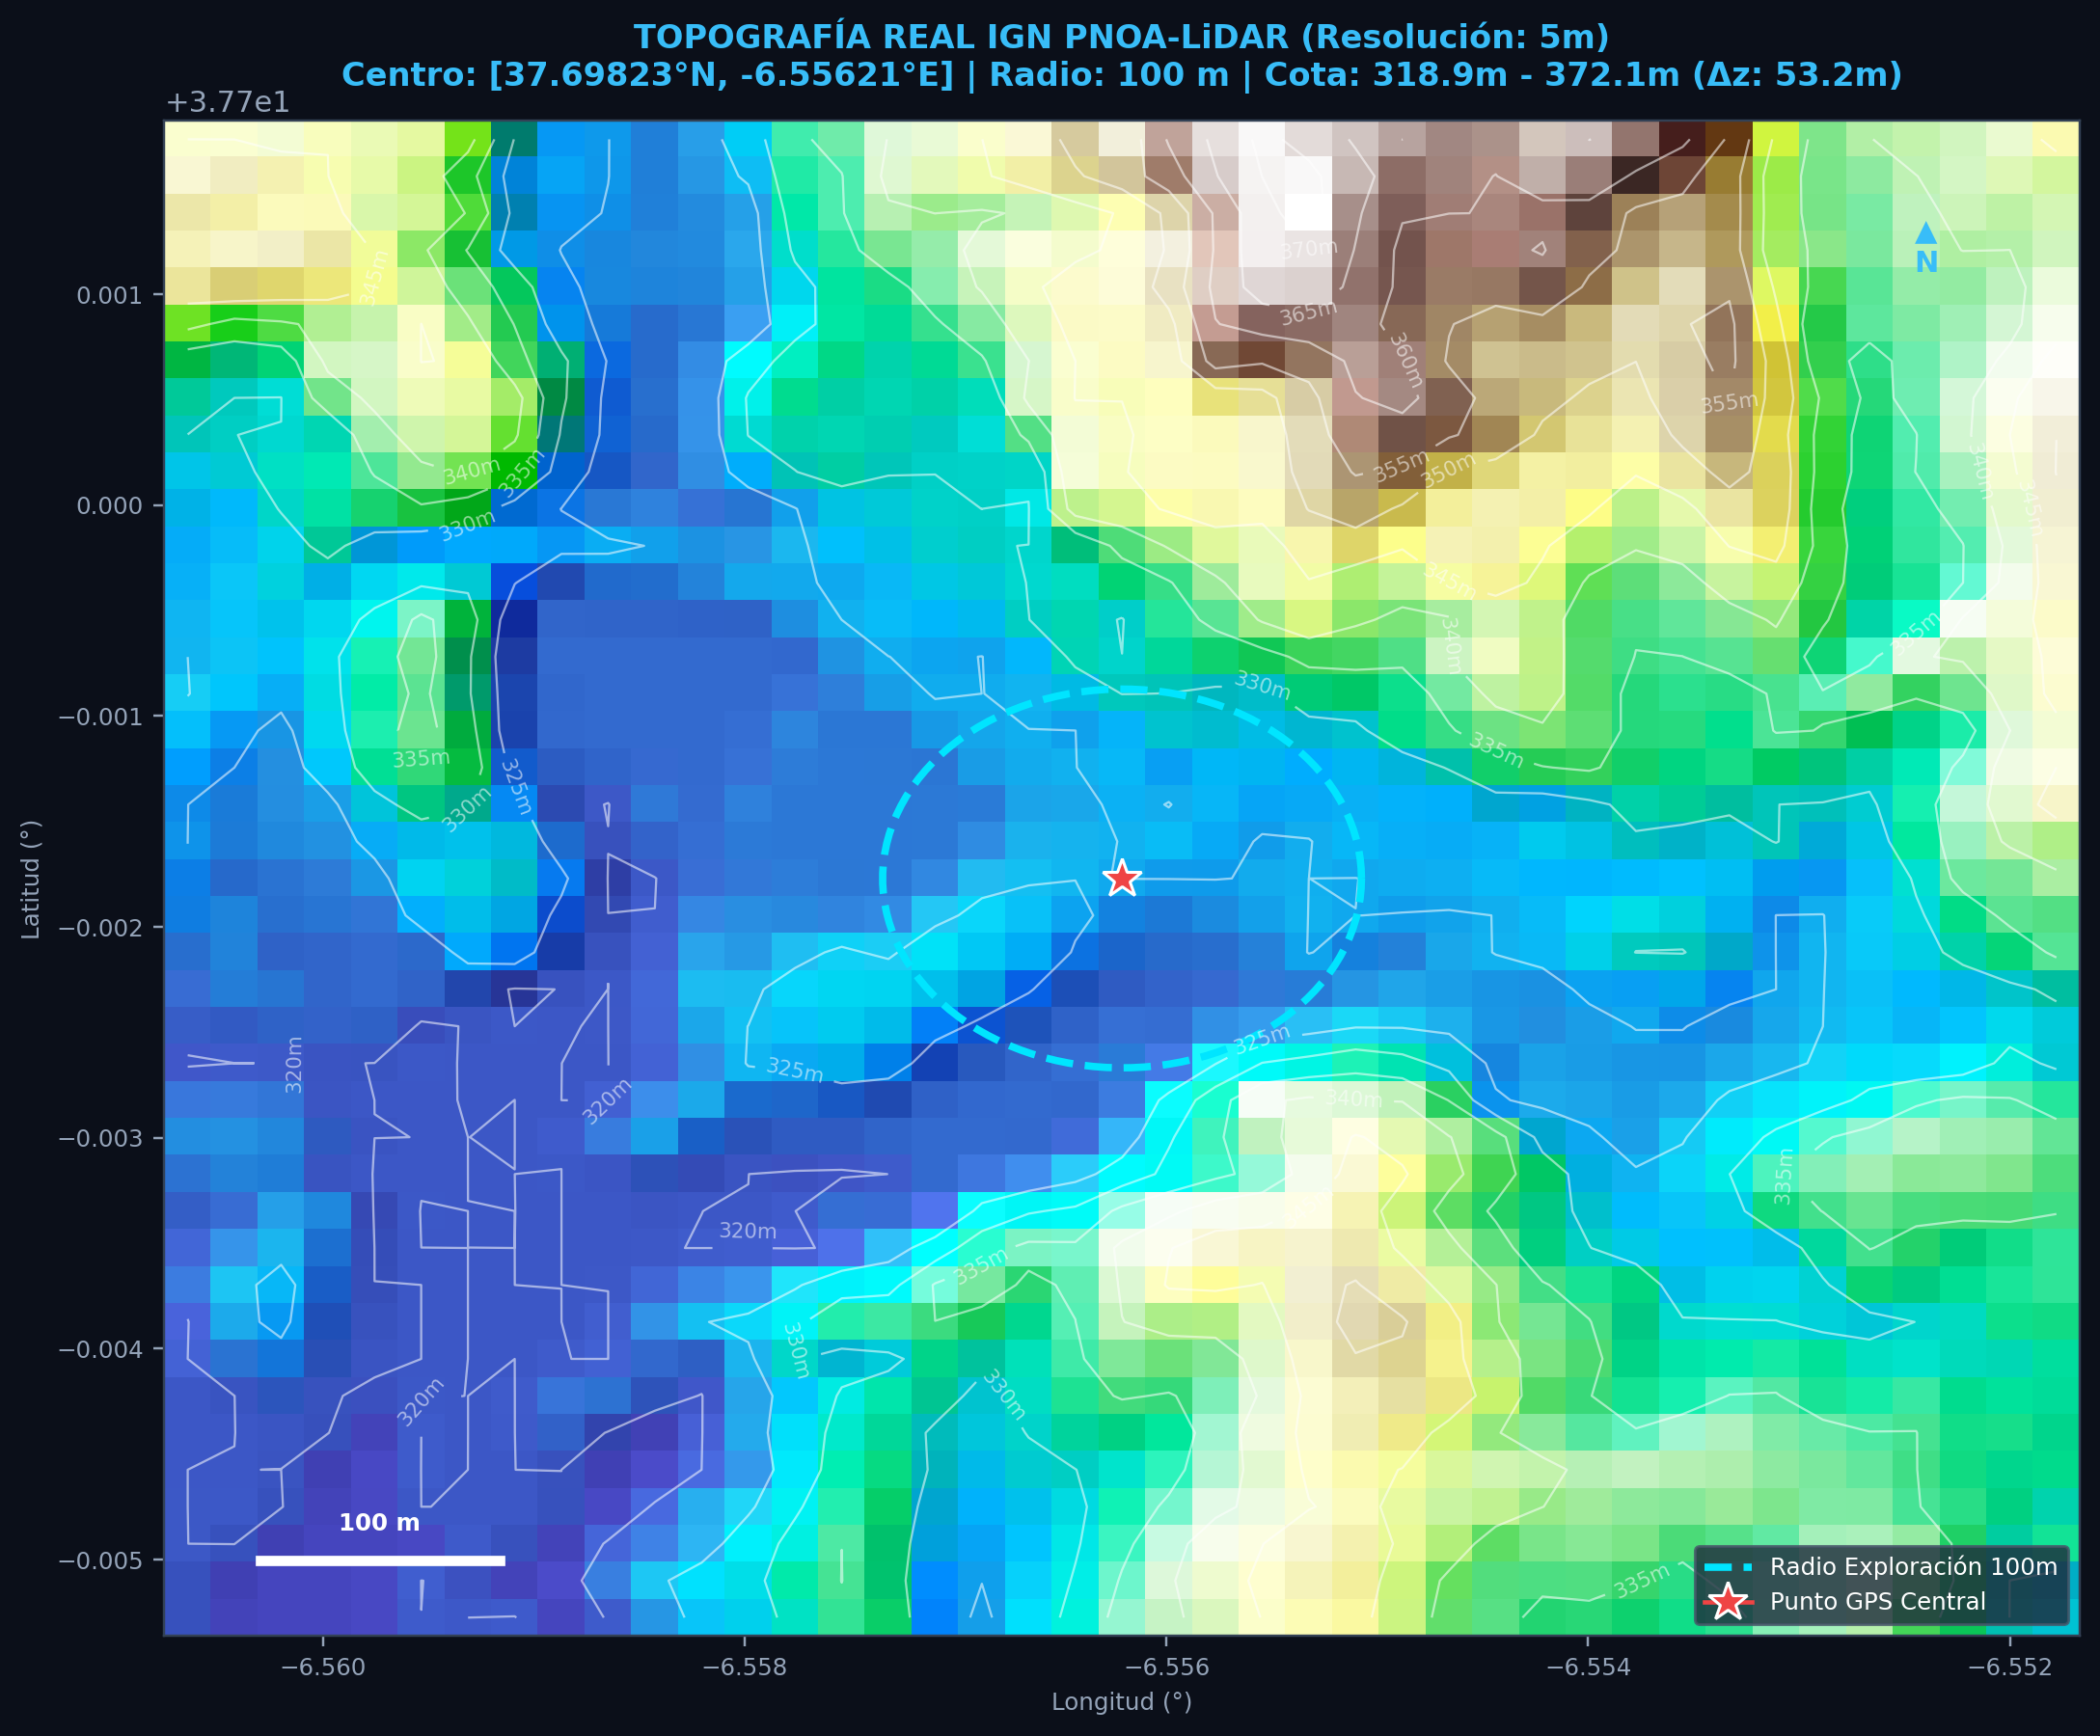 TOPOGRAFÍA REAL IGN PNOA-LiDAR (Resolución: 5m)
Centro: [37.69823°N, -6.55621°E] | Radio: 100 m | Cota: 318.9m - 372.1m (Δz: 53.2m)
+3.77e1
N
370m
345m
365m
360m
355m
340m
335m
355m
350m
340m
345m
330m
345m
340m
335m
330m
335m
335m
325m
330m
325m
325m
320m
320m
340m
335m
320m
335m
330m
330m
320m
335m
0.001
0.000
−0.001
−0.002
−0.003
−0.004
−0.005
Latitud (°)
100 m
Radio Exploración 100m
Punto GPS Central
−6.560
−6.558
−6.556
−6.554
−6.552
Longitud (°)